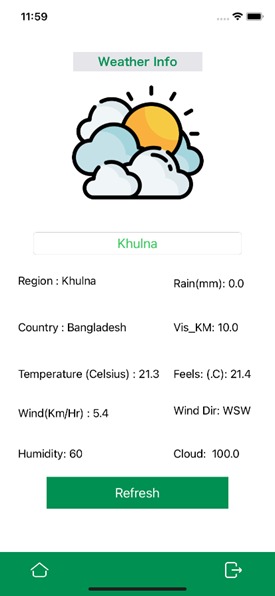 11:59
Weather Info
Khulna
Region : Khulna
Rain(mm): 0.0
Country : Bangladesh
Vis_KM: 10.0
Temperature (Celsius) : 21.3
Feels: (.C): 21.4
Wind(Km/Hr) : 5.4
Wind Dir: WSW
Humidity: 60
Cloud:  100.0
Refresh